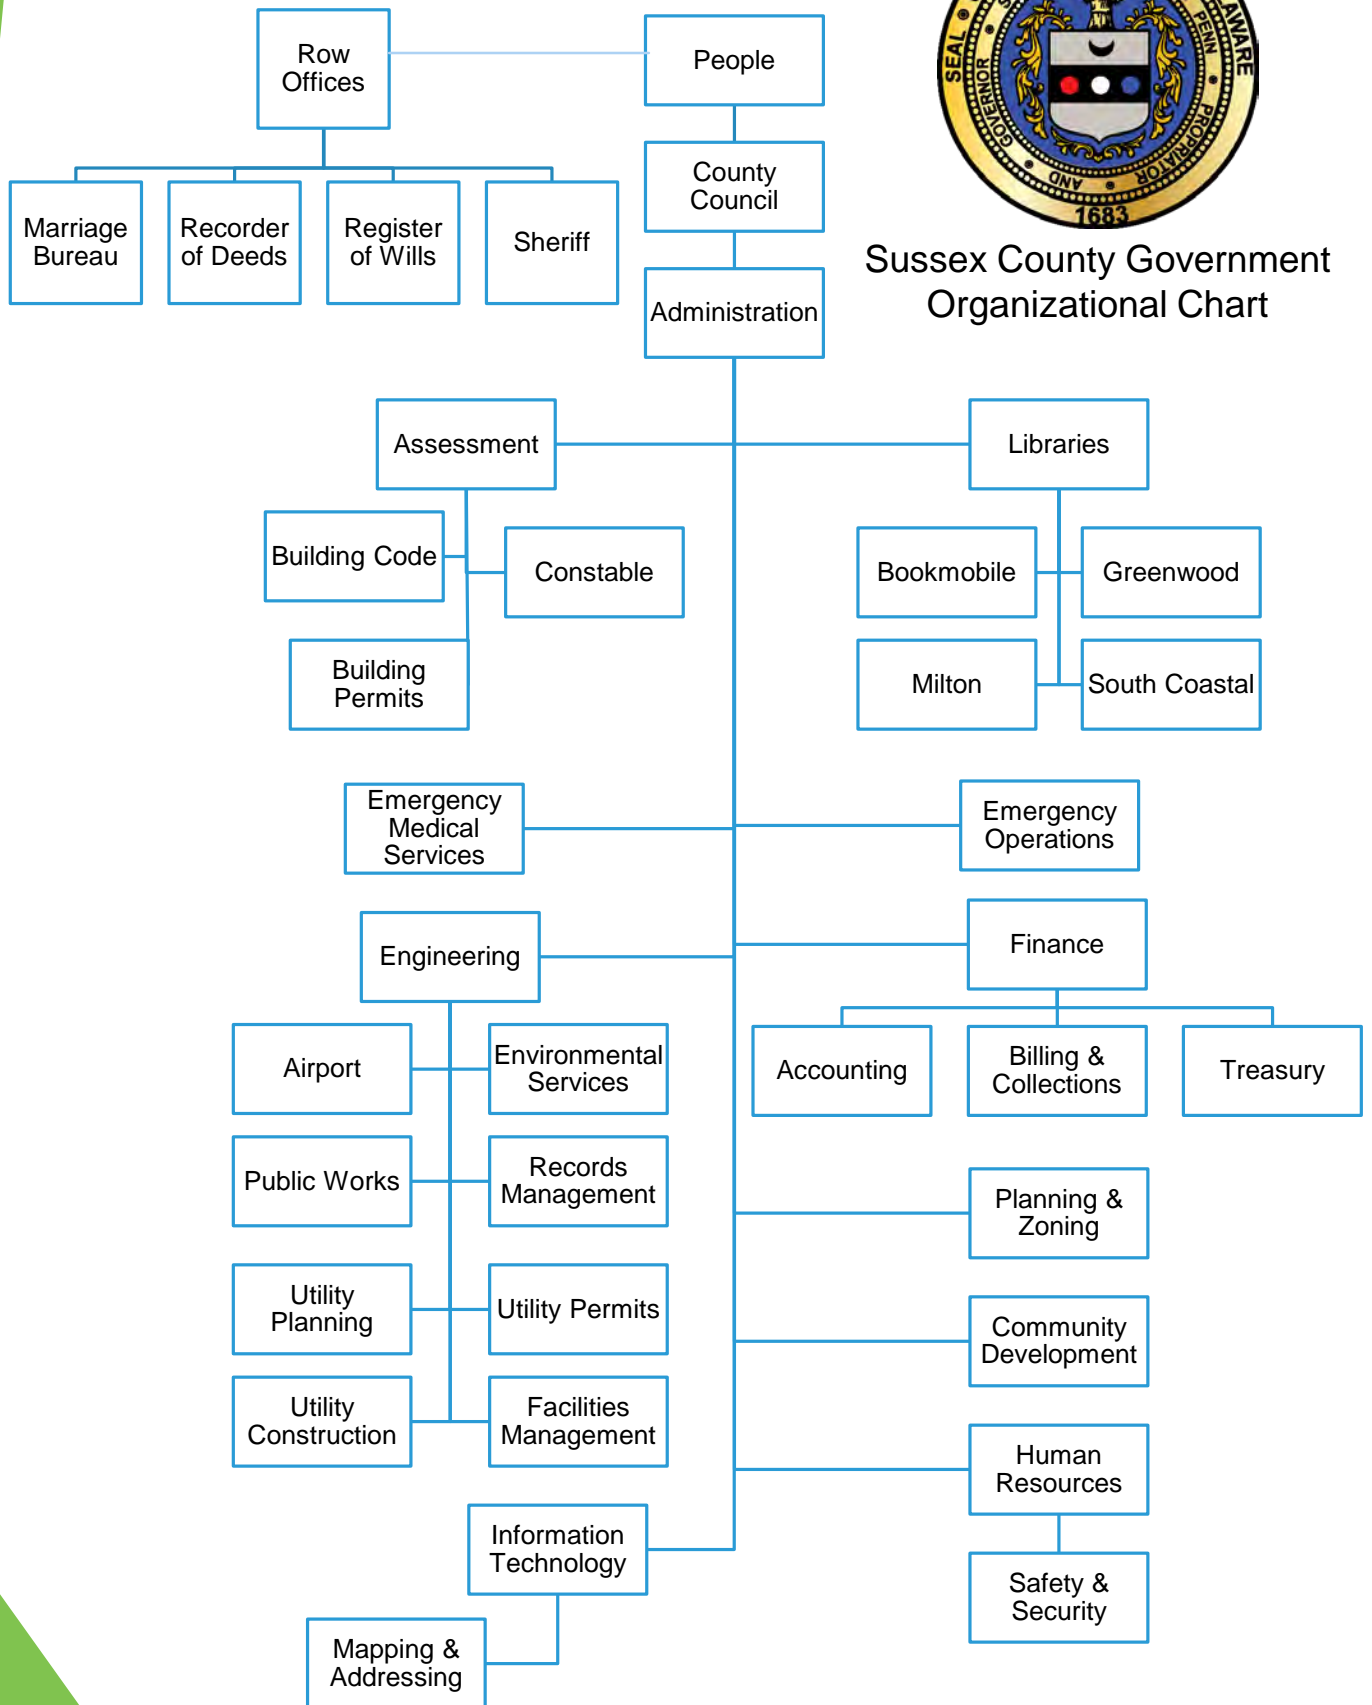 Row
Offices
People
SEAL
AWARE
GOVERNOR
AND
PROPRIATOR
PENN
1683
County
Council
Marriage
Bureau
Recorder
of Deeds
Register
of Wills
Sheriff
Sussex County Government
Organizational Chart
Administration
Assessment
Libraries
Building Code
Constable
Bookmobile
Greenwood
Building
Permits
Milton
South Coastal
Emergency
Medical
Services
Emergency
Operations
Engineering
Finance
Airport
Environmental
Services
Accounting
Billing &
Collections
Treasury
Public Works
Records
Management
Planning &
Zoning
Utility
Planning
Utility Permits
Community
Development
Utility
Construction
Facilities
Management
Human
Resources
Information
Technology
Safety &
Security
Mapping &
Addressing